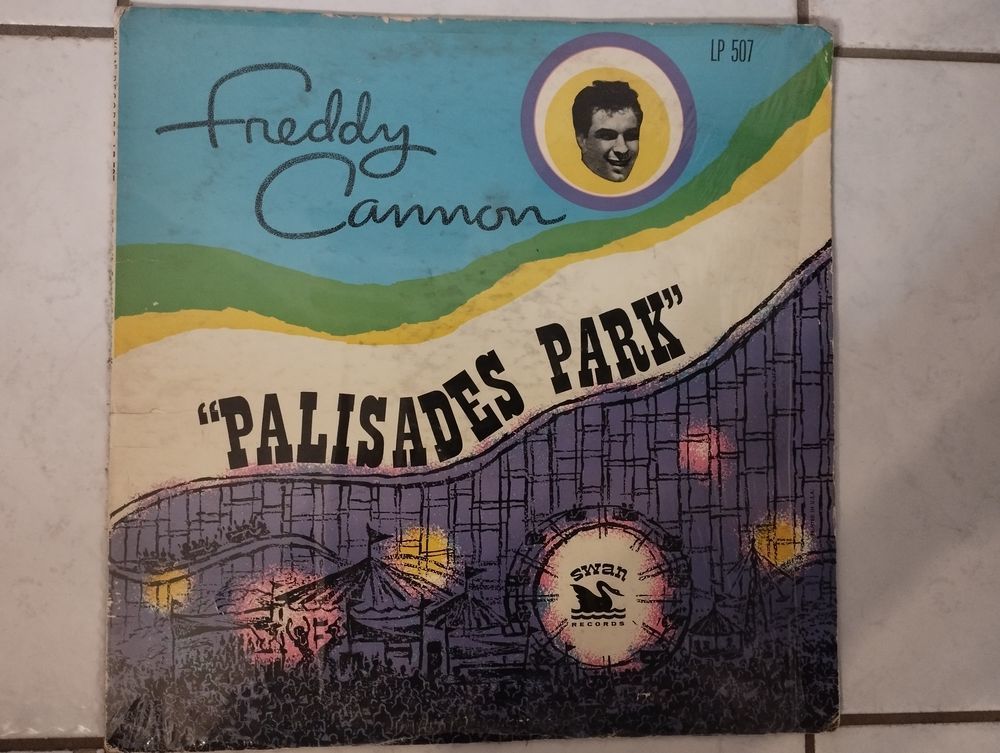 LP 507
Freddy
Cannon
"PALISADES PARK"
swan
RECORDS